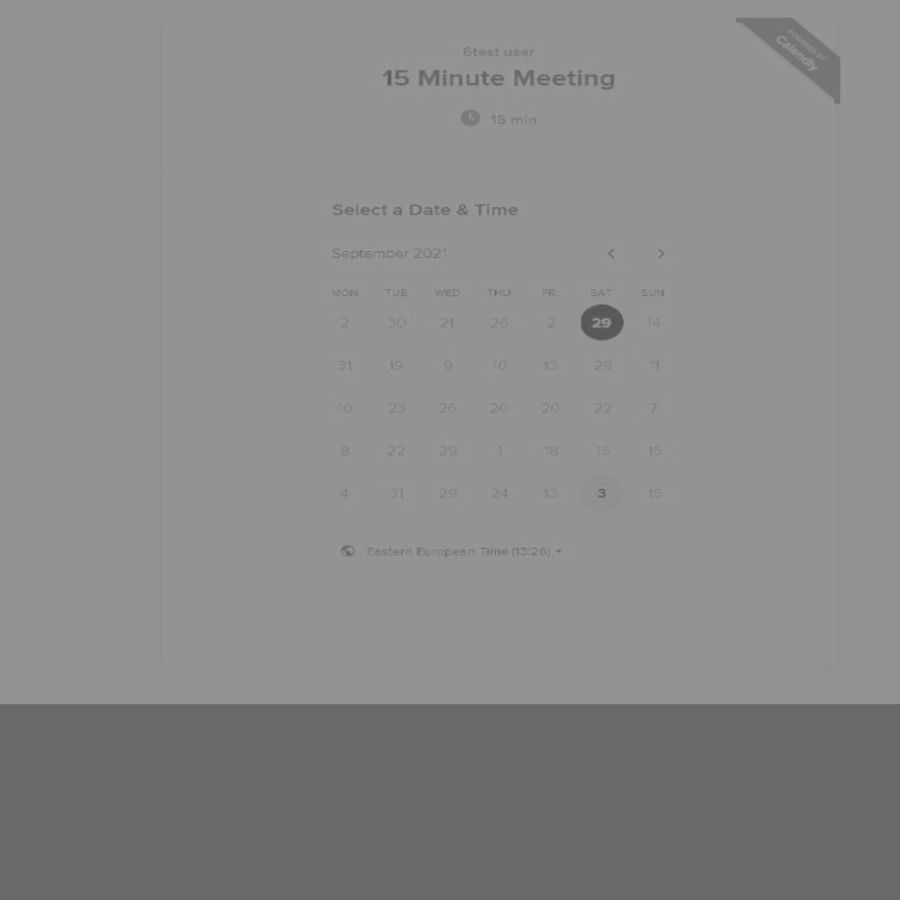 6test user
POWERED BY
Calendly
15 Minute Meeting
15 min
Select a Date & Time
September 2021 < >
MON TUE WED THU FRI SAT SUN
2 30 21 26 2 29 14
31 19 9 10 13 29 11
10 23 26 20 20 22 7
8 22 29 1 18 15 16
4 31 29 24 13 3 16
Eastern European Time (13:26)